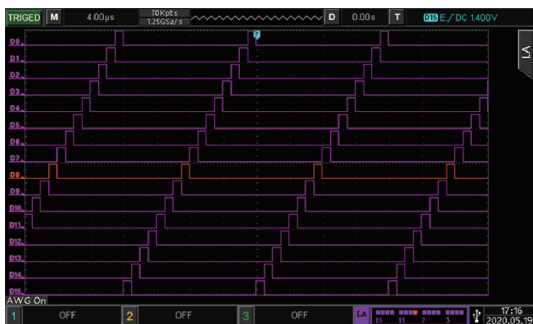 TRIGED M 4.00μs 70Kpts D 0.00s T D15 E DC 1.400V
1.25GSa/s
LA
D0
D1
D2
D3
D4
D5
D6
D7
D8
D9
D10
D11
D12
D13
D14
D15
AWG On
1 OFF 2 OFF 3 OFF LA 15 11 7 3 17:16
2020.05.19